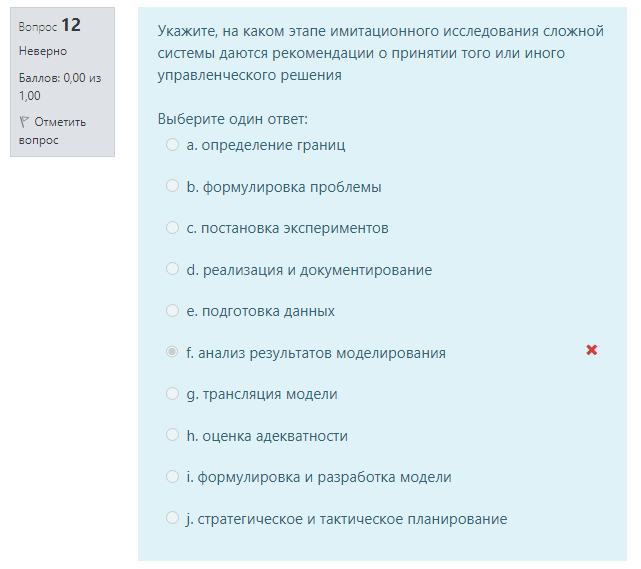 Вопрос 12
Неверно
Баллов: 0,00 из
1,00
Отметить
вопрос
Укажите, на каком этапе имитационного исследования сложной
системы даются рекомендации о принятии того или иного
управленческого решения
Выберите один ответ:
a. определение границ
b. формулировка проблемы
c. постановка экспериментов
d. реализация и документирование
e. подготовка данных
f. анализ результатов моделирования
g. трансляция модели
h. оценка адекватности
i. формулировка и разработка модели
j. стратегическое и тактическое планирование